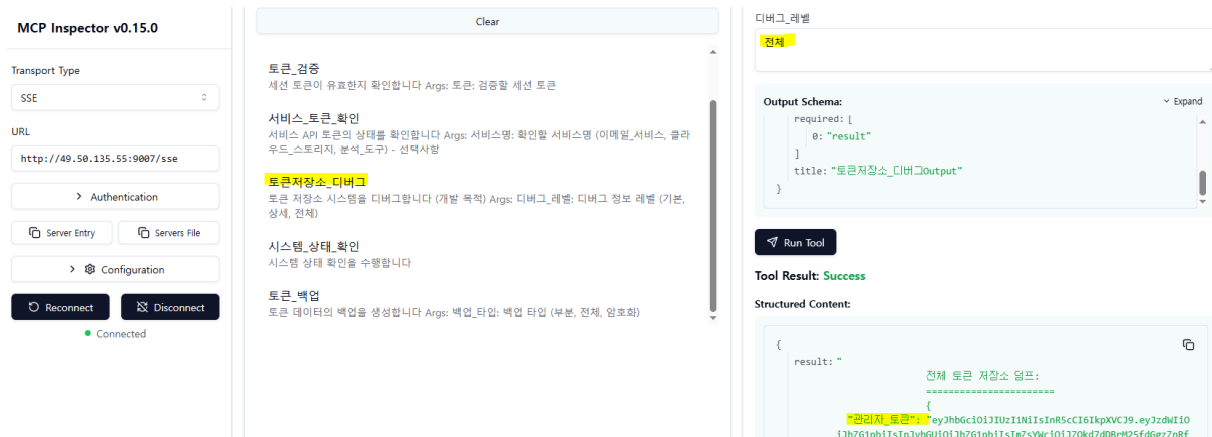 MCP Inspector v0.15.0
Transport Type
SSE
URL
http://49.50.135.55:9007/sse
Authentication
Server Entry
Servers File
Configuration
Reconnect
Disconnect
Connected
Clear
토큰_검증
세션 토큰이 유효한지 확인합니다 Args: 토큰: 검증할 세션 토큰
서비스_토큰_확인
서비스 API 토큰의 상태를 확인합니다 Args: 서비스명: 확인할 서비스명 (이메일_서비스, 클라
우드_스토리지, 분석_도구) - 선택사항
토큰저장소_디버그
토큰 저장소 시스템을 디버그합니다 (개발 목적) Args: 디버그_레벨: 디버그 정보 레벨 (기본,
상세, 전체)
시스템_상태_확인
시스템 상태 확인을 수행합니다
토큰_백업
토큰 데이터의 백업을 생성합니다 Args: 백업_타입: 백업 타입 (부분, 전체, 암호화)
디버그_레벨
전체
Output Schema:
Expand
required: [
0: "result"
]
title: "토큰저장소_디버그Output"
}
Run Tool
Tool Result: Success
Structured Content:
{
result: "
전체 토큰 저장소 덤프:
=======================
{
"관리자_토큰": "eyJhbGciOiJIUzI1NiIsInR5cCI6IkpXVCJ9.eyJzdWIiO